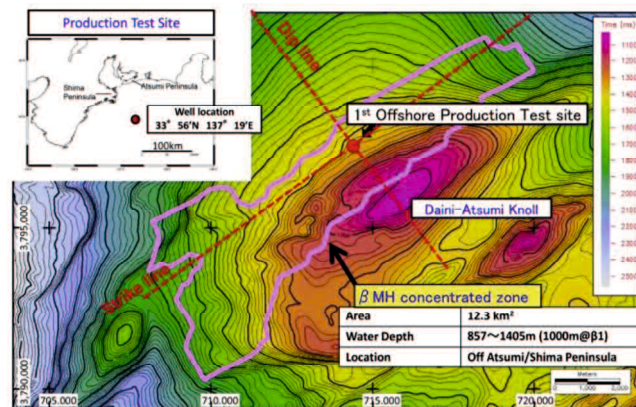 Production Test Site
Shima
Peninsula
Atsumi Peninsula
Well location
33° 56'N 137° 19'E
100km
Time [ms]
1100
1200
1300
1400
1500
1600
1700
1800
1900
2000
2100
2200
2300
2400
2500
Dip line
1st Offshore Production Test site
Daini-Atsumi Knoll
Strike line
β MH concentrated zone
Area 12.3 km²
Water Depth 857～1405m (1000m@β1)
Location Off Atsumi/Shima Peninsula
Meters
0 1,000 2,000
3,795,000
3,790,000
705,000
710,000
715,000
720,000